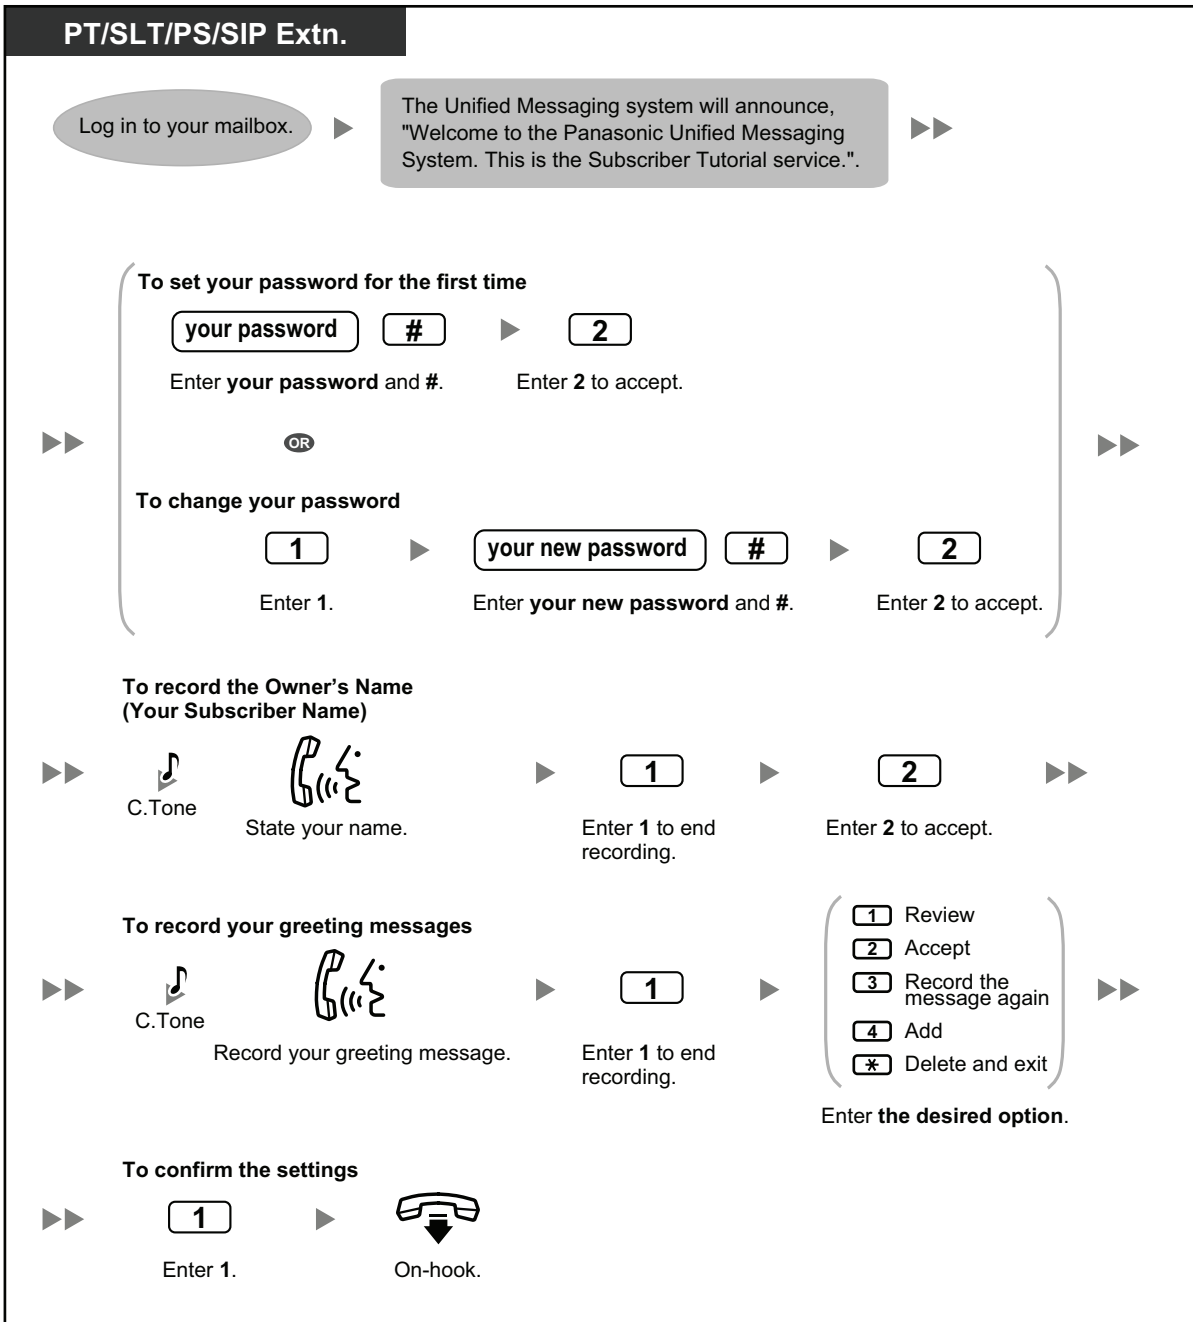 PT/SLT/PS/SIP Extn.
Log in to your mailbox.
The Unified Messaging system will announce,
"Welcome to the Panasonic Unified Messaging
System. This is the Subscriber Tutorial service.".
To set your password for the first time
your password # 2
Enter your password and #. Enter 2 to accept.
OR
To change your password
1 your new password # 2
Enter 1. Enter your new password and #. Enter 2 to accept.
To record the Owner's Name
(Your Subscriber Name)
1 2
C.Tone
State your name.
Enter 1 to end
recording.
Enter 2 to accept.
To record your greeting messages
1
C.Tone
Record your greeting message.
Enter 1 to end
recording.
1 Review
2 Accept
3 Record the
message again
4 Add
* Delete and exit
Enter the desired option.
To confirm the settings
1
Enter 1. On-hook.